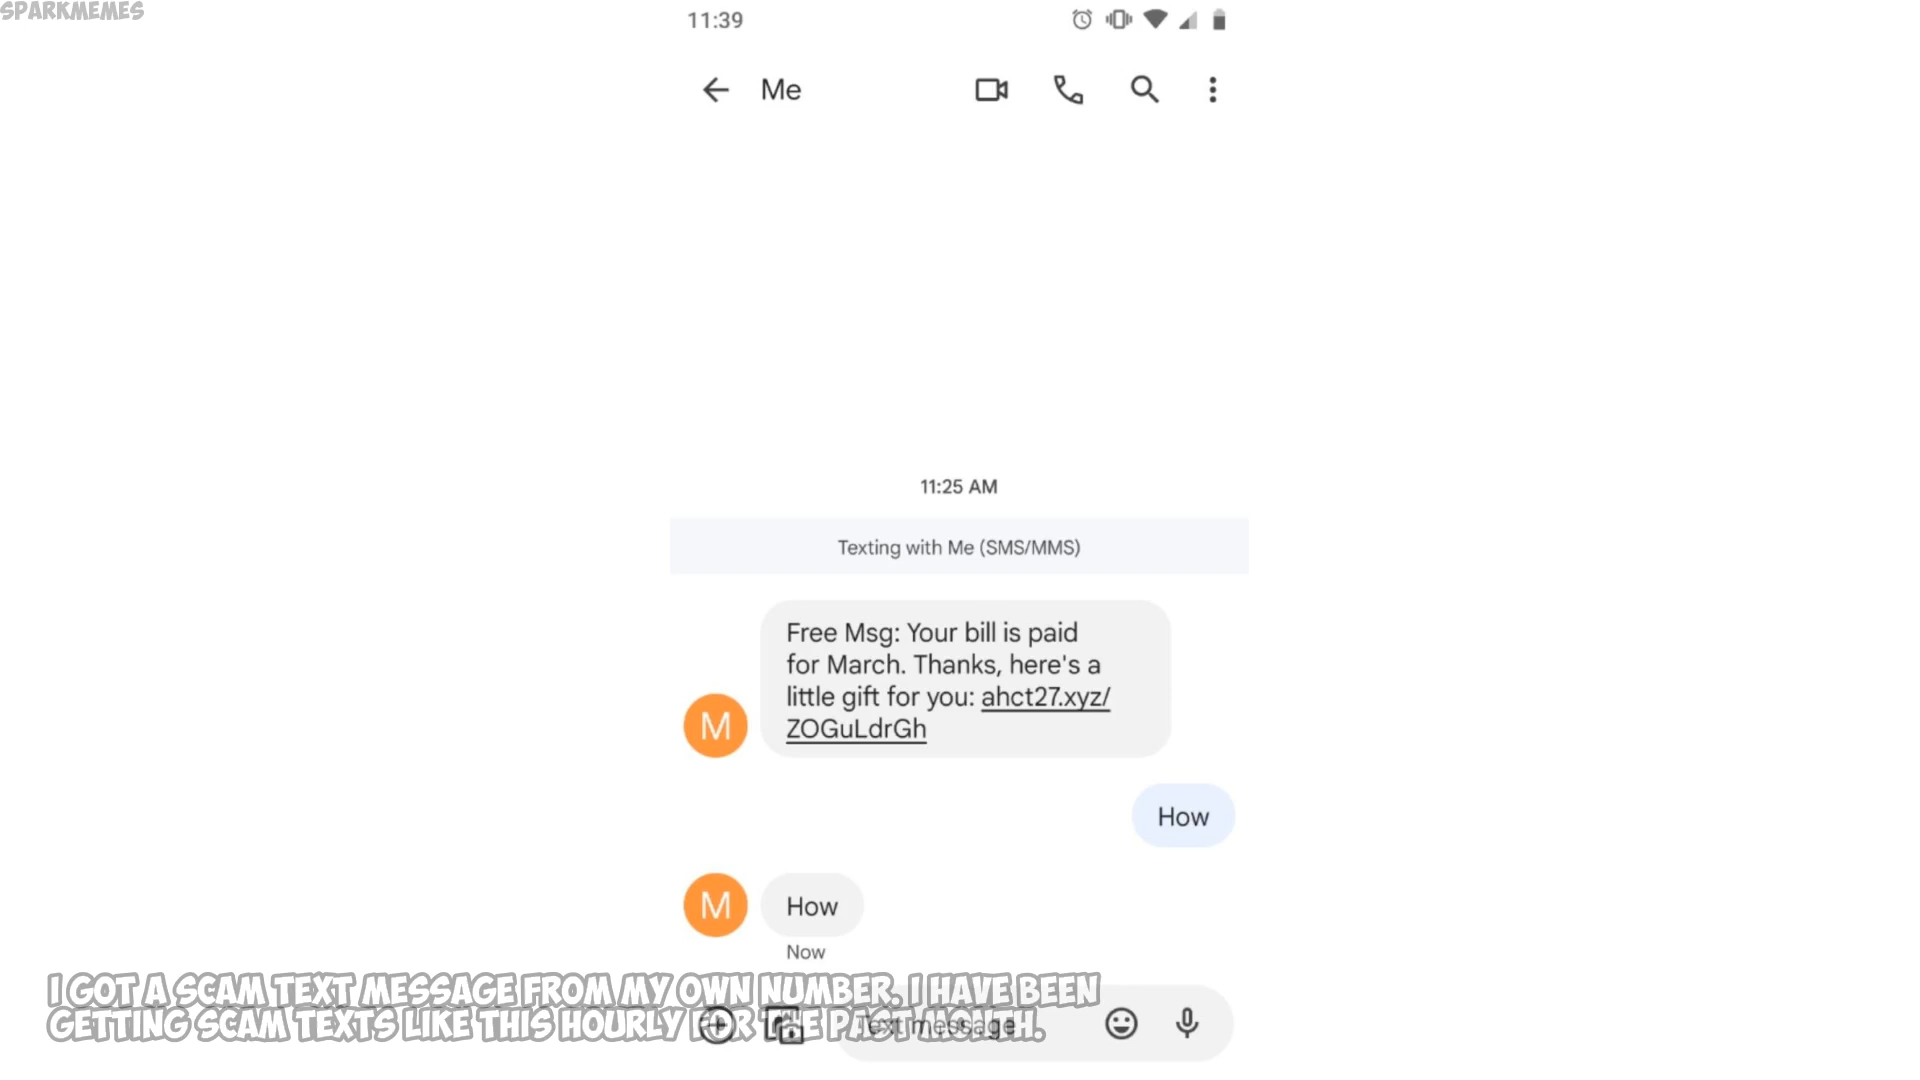 SPARKMEMES
11:39
Me
11:25 AM
Texting with Me (SMS/MMS)
Free Msg: Your bill is paid
for March. Thanks, here's a
little gift for you: ahct27.xyz/
ZOGuLdrGh
M
How
M
How
Now
I GOT A SCAM TEXT MESSAGE FROM MY OWN NUMBER. I HAVE BEEN
GETTING SCAM TEXTS LIKE THIS HOURLY FOR THE PAST MONTH.
Text message